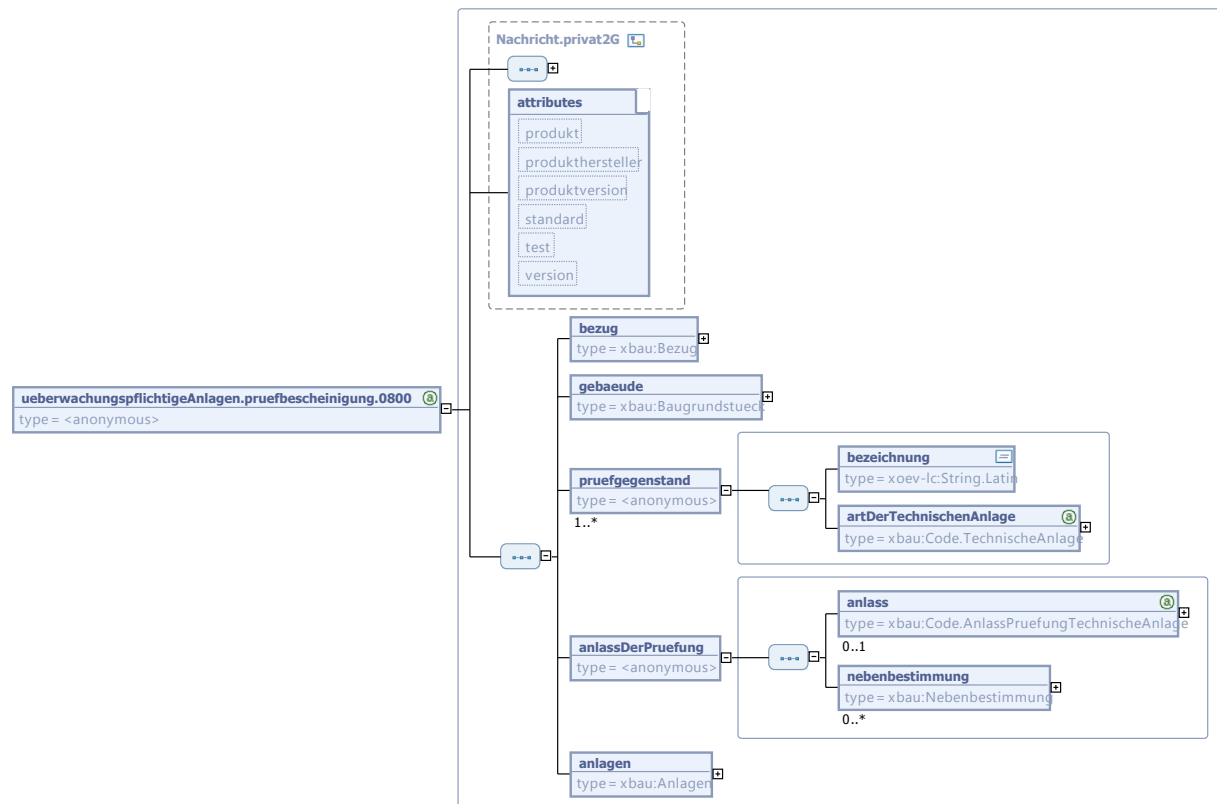 Nachricht.privat2G
attributes
produkt
produkthersteller
produktversion
standard
test
version
ueberwachungspflichtigeAnlagen.pruefbescheinigung.0800 a
type = <anonymous>
bezug
type = xbau:Bezug
gebaeude
type = xbau:Baugrundstueck
pruefgegenstand
type = <anonymous>
1..*
bezeichnung
type = xoev-lc:String.Latin
artDerTechnischenAnlage a
type = xbau:Code.TechnischeAnlage
anlassDerPruefung
type = <anonymous>
anlass a
type = xbau:Code.AnlassPruefungTechnischeAnlage
0..1
nebenbestimmung
type = xbau:Nebenbestimmung
0..*
anlagen
type = xbau:Anlagen